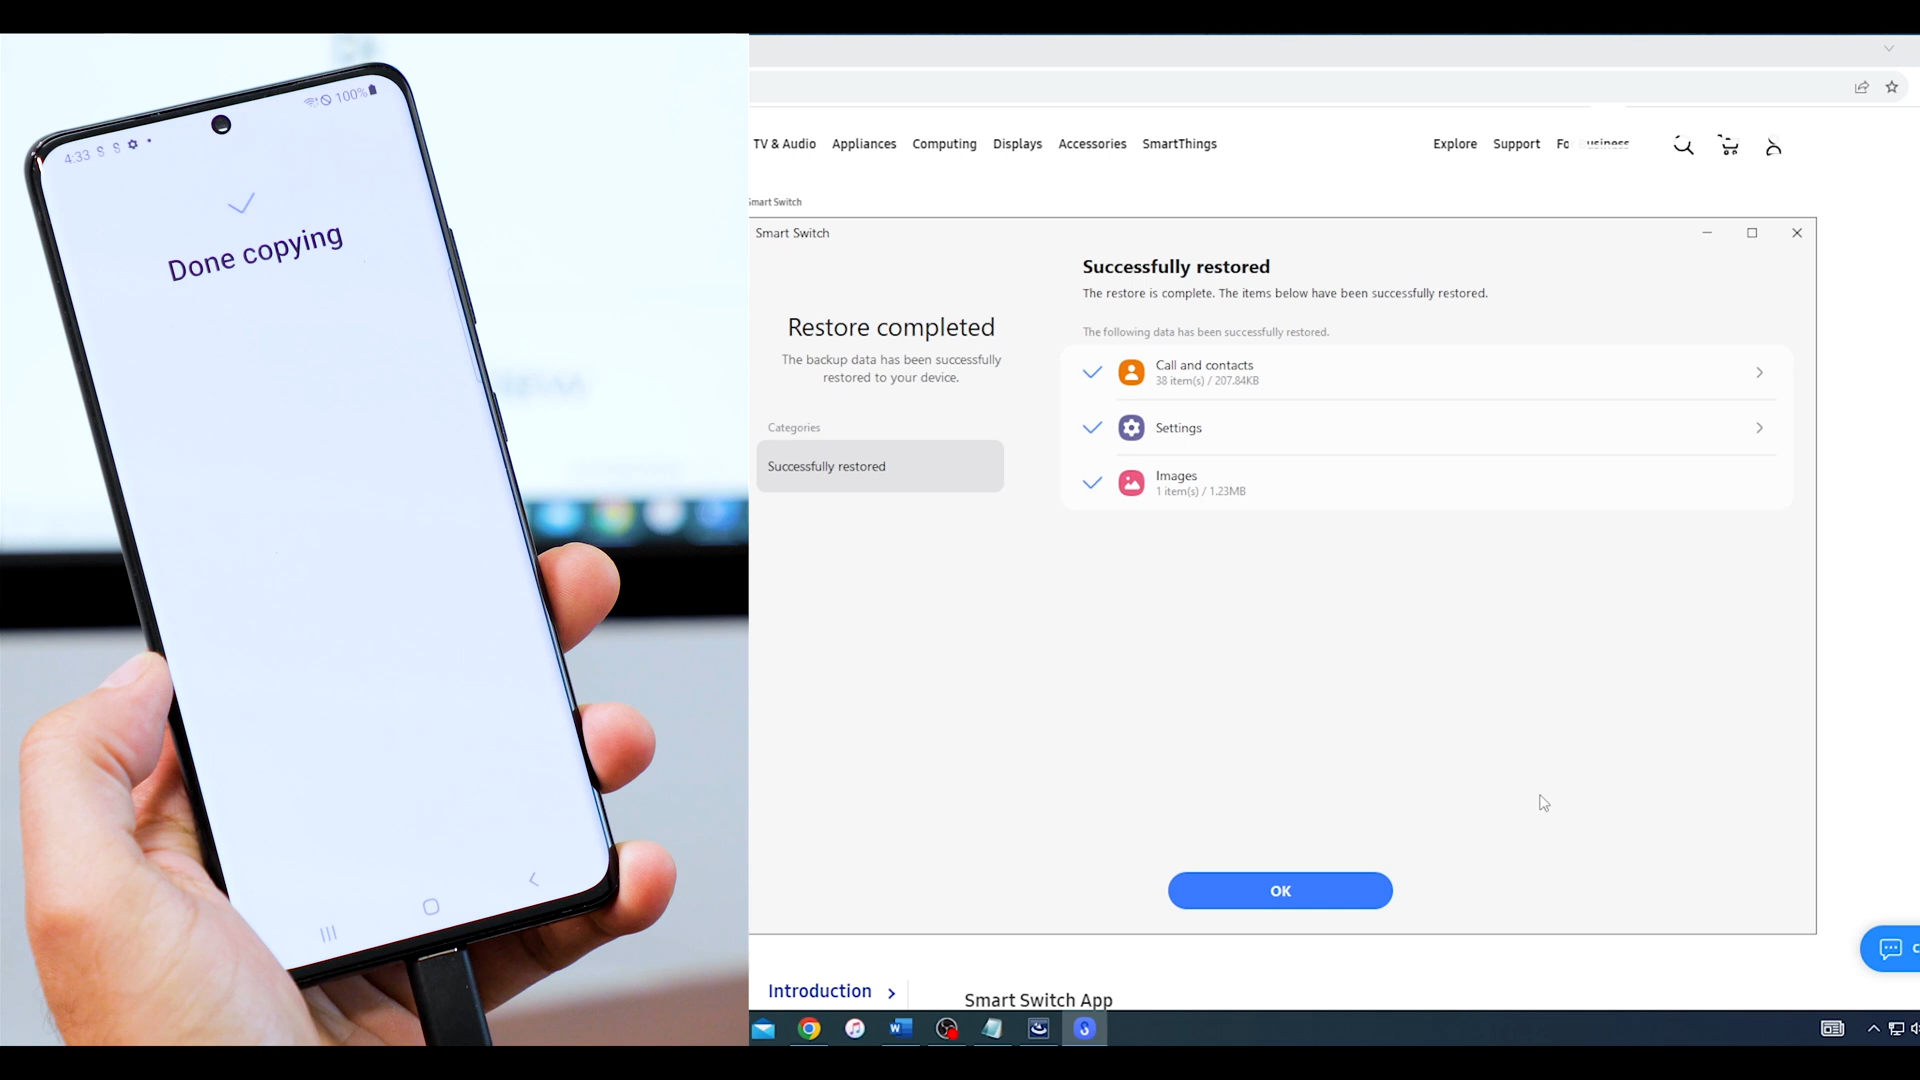 4:33
100%
Done copying
TV & Audio
Appliances
Computing
Displays
Accessories
SmartThings
Explore
Support
Smart Switch
Smart Switch
Restore completed
The backup data has been successfully
restored to your device.
Categories
Successfully restored
Successfully restored
The restore is complete. The items below have been successfully restored.
The following data has been successfully restored.
Call and contacts
38 item(s) / 207.84KB
Settings
Images
1 item(s) / 1.23MB
OK
Introduction
Smart Switch App